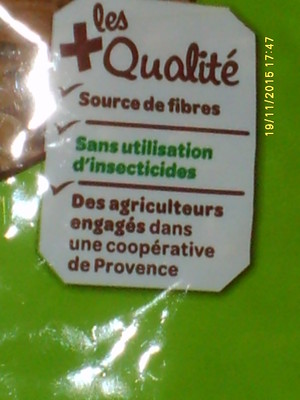 les
+ Qualité
Source de fibres
Sans utilisation
d'insecticides
Des agriculteurs
engagés dans
une coopérative
de Provence
19/11/2015 17:47